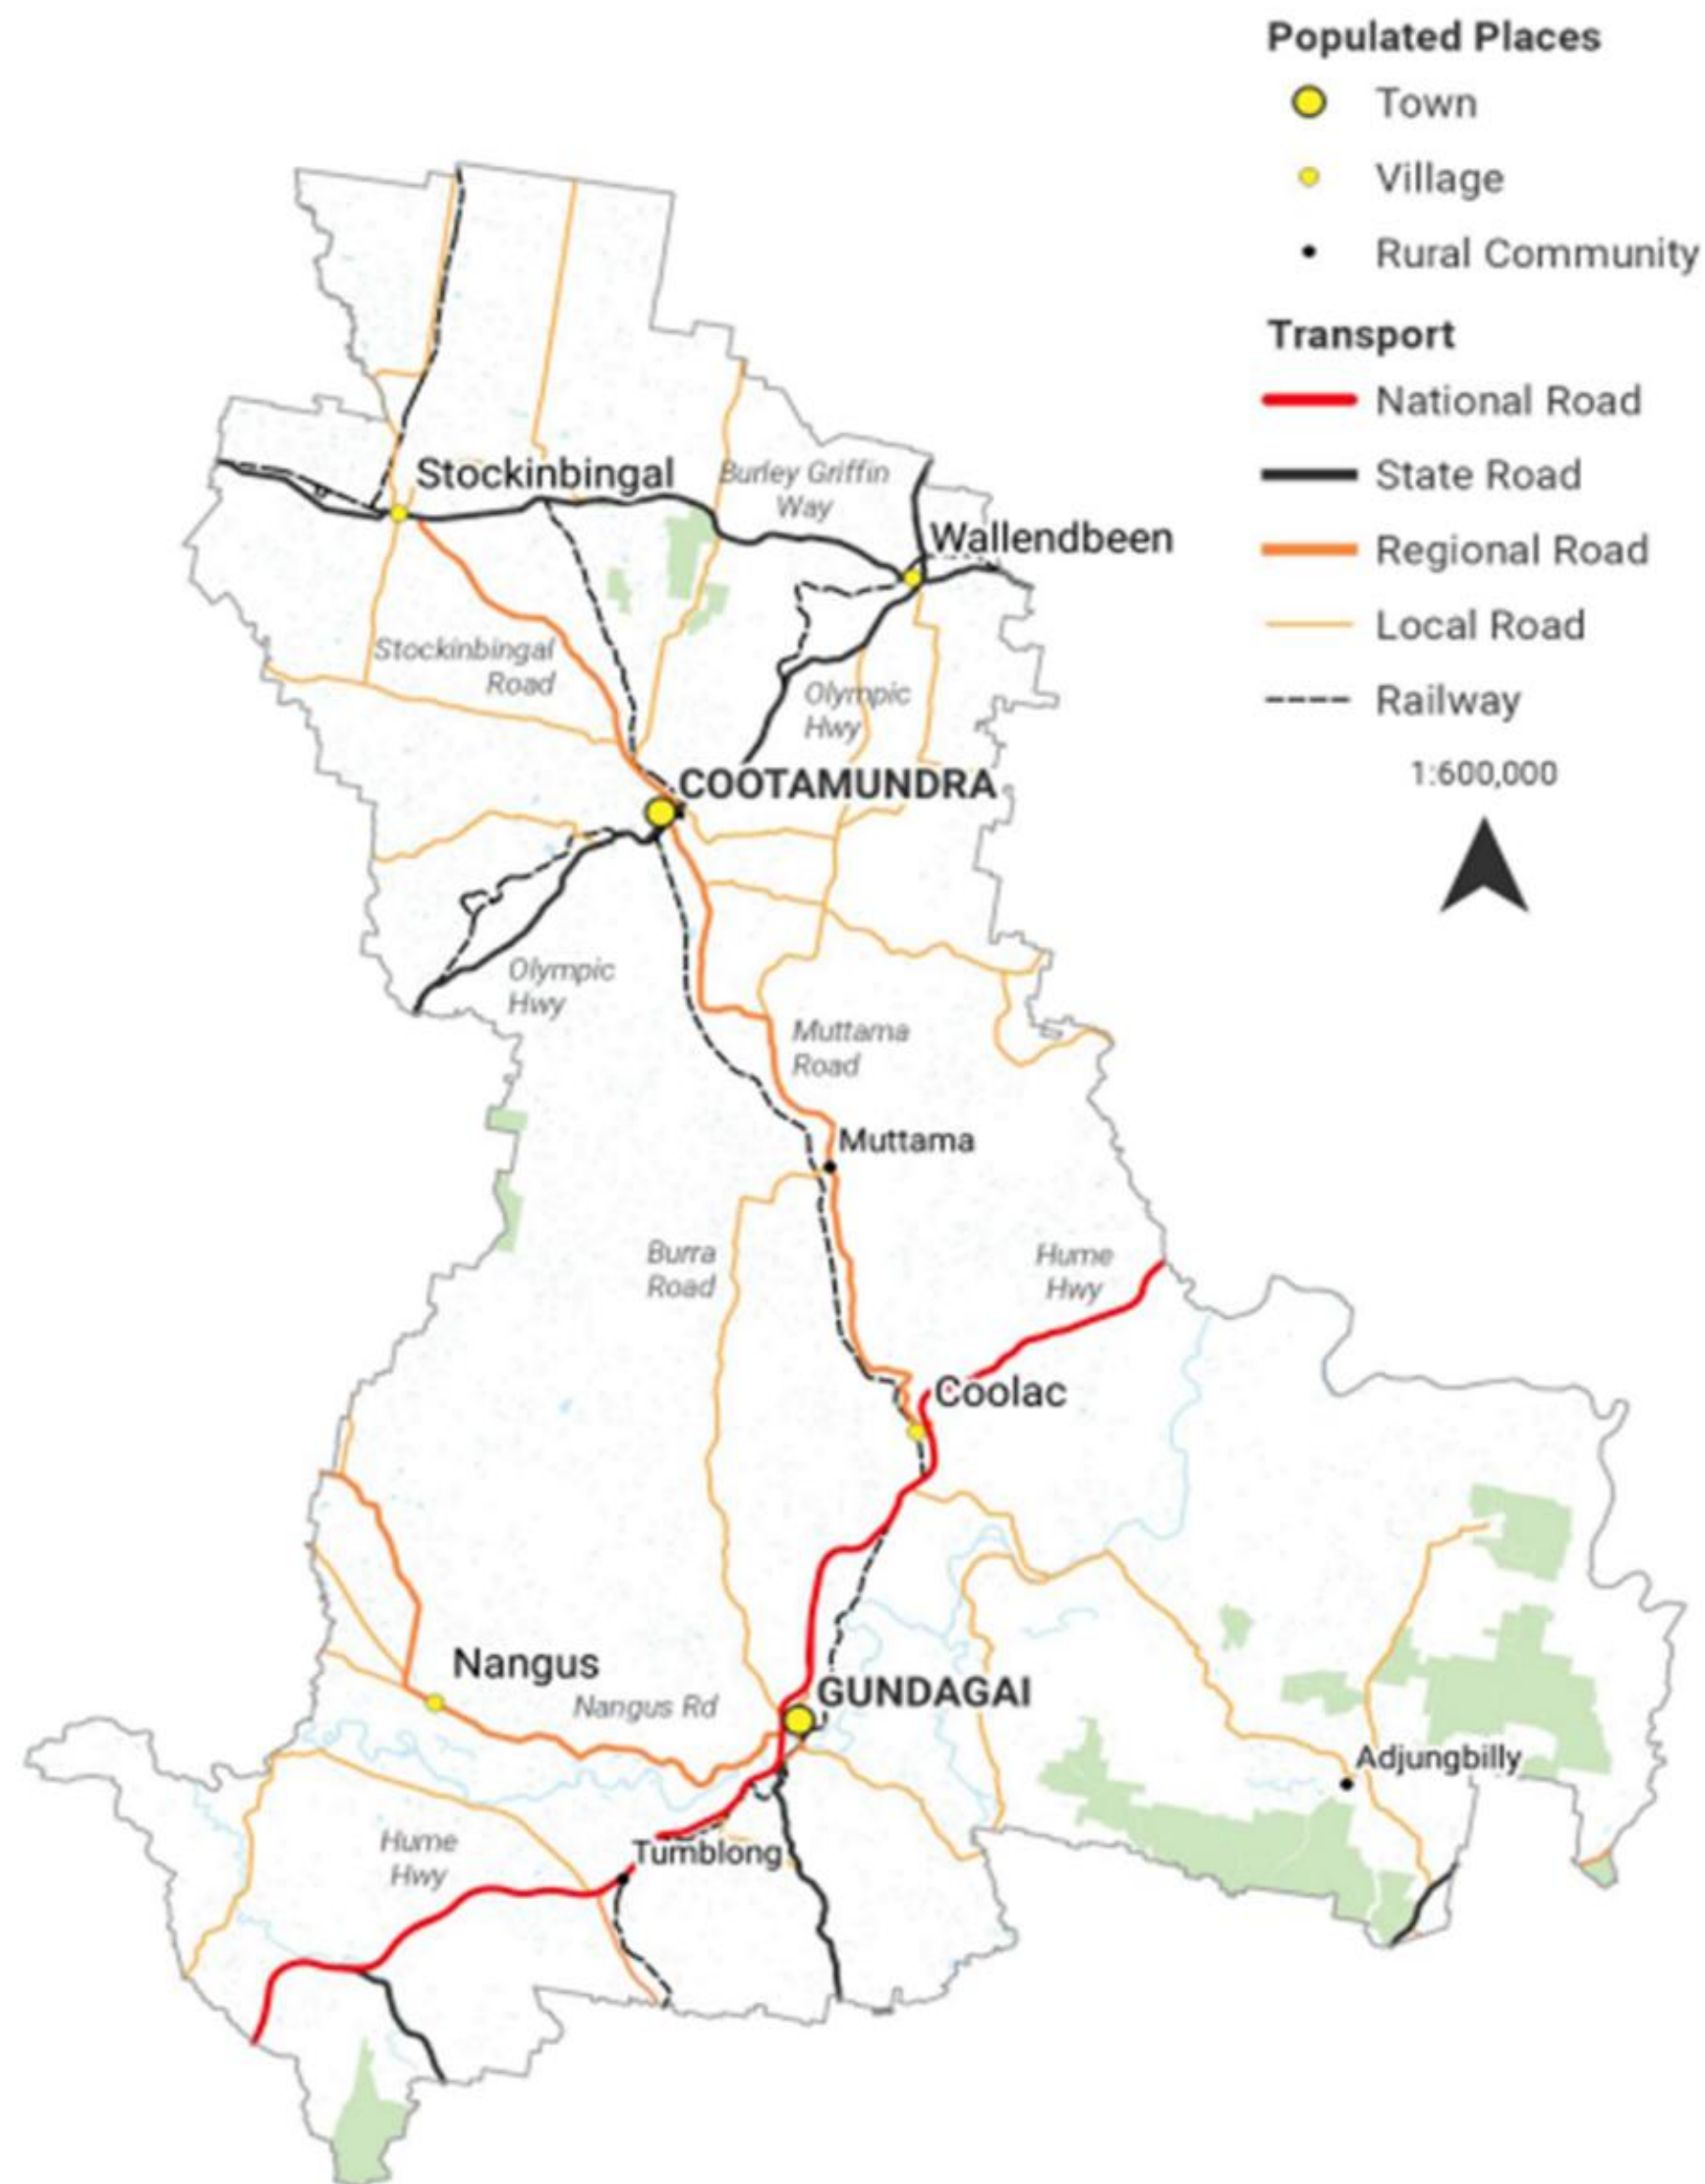 Populated Places
Town
Village
Rural Community
Transport
National Road
State Road
Regional Road
Local Road
Railway
1:600,000
Stockinbingal
Burley Griffin
Way
Wallendbeen
Stockinbingal
Road
Olympic
Hwy
COOTAMUNDRA
Olympic
Hwy
Muttama
Road
Muttama
Burra
Road
Hume
Hwy
Coolac
Nangus
Nangus Rd
GUNDAGAI
Adjungbilly
Hume
Hwy
Tumblong